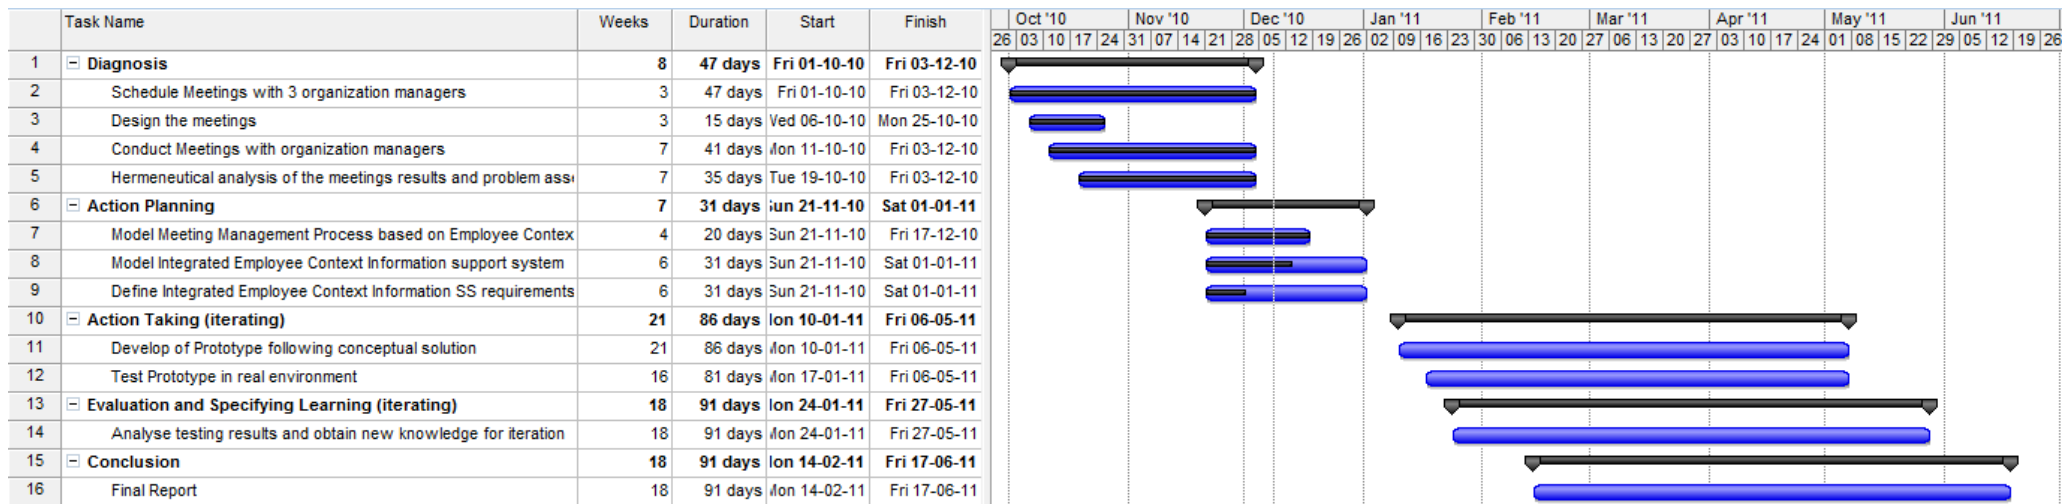 Task Name Weeks Duration Start Finish Oct '10 Nov '10 Dec '10 Jan '11 Feb '11 Mar '11 Apr '11 May '11 Jun '11
26 03 10 17 24 31 07 14 21 28 05 12 19 26 02 09 16 23 30 06 13 20 27 06 13 20 27 03 10 17 24 01 08 15 22 29 05 12 19 26
1 Diagnosis 8 47 days Fri 01-10-10 Fri 03-12-10
2 Schedule Meetings with 3 organization managers 3 47 days Fri 01-10-10 Fri 03-12-10
3 Design the meetings 3 15 days Wed 06-10-10 Mon 25-10-10
4 Conduct Meetings with organization managers 7 41 days Mon 11-10-10 Fri 03-12-10
5 Hermeneutical analysis of the meetings results and problem asse 7 35 days Tue 19-10-10 Fri 03-12-10
6 Action Planning 7 31 days Sun 21-11-10 Sat 01-01-11
7 Model Meeting Management Process based on Employee Contex 4 20 days Sun 21-11-10 Fri 17-12-10
8 Model Integrated Employee Context Information support system 6 31 days Sun 21-11-10 Sat 01-01-11
9 Define Integrated Employee Context Information SS requirements 6 31 days Sun 21-11-10 Sat 01-01-11
10 Action Taking (iterating) 21 86 days Mon 10-01-11 Fri 06-05-11
11 Develop of Prototype following conceptual solution 21 86 days Mon 10-01-11 Fri 06-05-11
12 Test Prototype in real environment 16 81 days Mon 17-01-11 Fri 06-05-11
13 Evaluation and Specifying Learning (iterating) 18 91 days Mon 24-01-11 Fri 27-05-11
14 Analyse testing results and obtain new knowledge for iteration 18 91 days Mon 24-01-11 Fri 27-05-11
15 Conclusion 18 91 days Mon 14-02-11 Fri 17-06-11
16 Final Report 18 91 days Mon 14-02-11 Fri 17-06-11